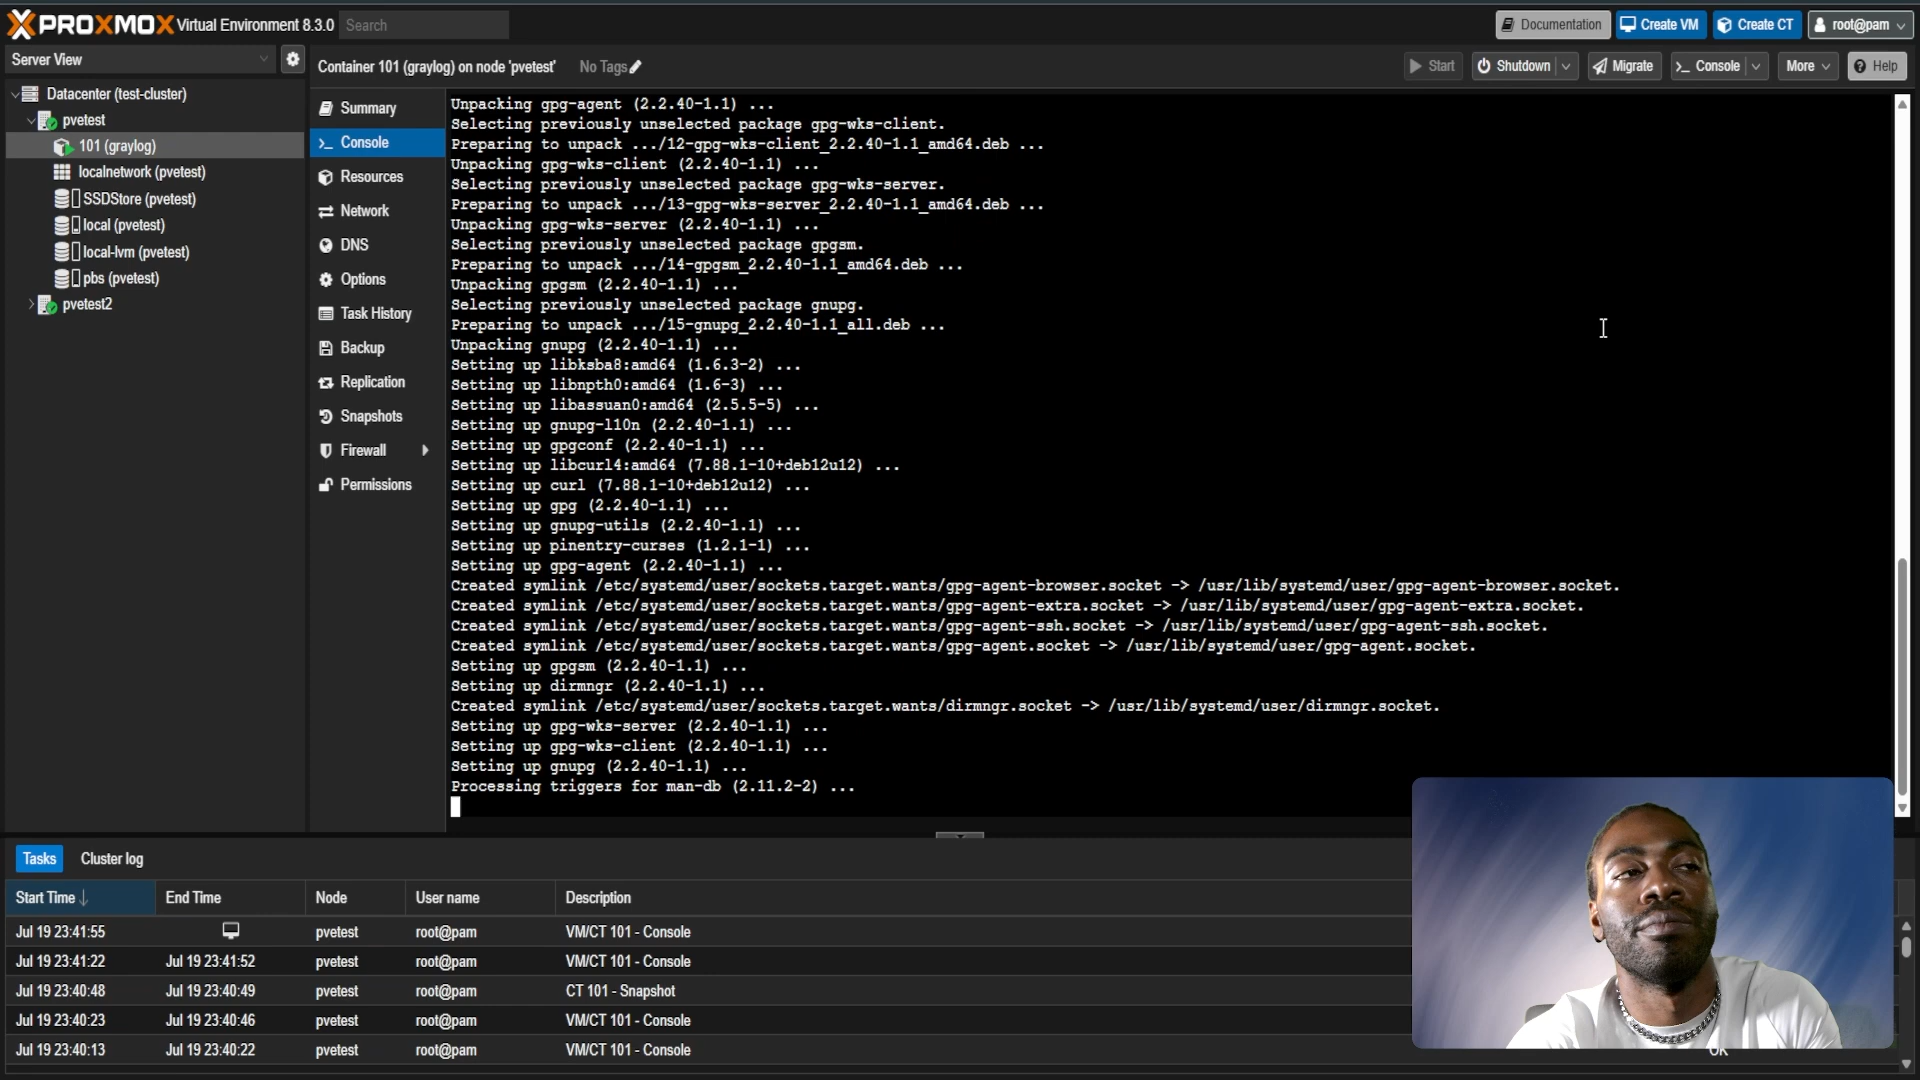 PROXMOX Virtual Environment 8.3.0 Search Documentation Create VM Create CT root@pam
Server View
Container 101 (graylog) on node 'pvetest' No Tags Start Shutdown Migrate Console More Help
Datacenter (test-cluster)
pvetest
101 (graylog)
localnetwork (pvetest)
SSDStore (pvetest)
local (pvetest)
local-lvm (pvetest)
pbs (pvetest)
pvetest2
Summary
Console
Resources
Network
DNS
Options
Task History
Backup
Replication
Snapshots
Firewall
Permissions
Unpacking gpg-agent (2.2.40-1.1) ...
Selecting previously unselected package gpg-wks-client.
Preparing to unpack .../12-gpg-wks-client_2.2.40-1.1_amd64.deb ...
Unpacking gpg-wks-client (2.2.40-1.1) ...
Selecting previously unselected package gpg-wks-server.
Preparing to unpack .../13-gpg-wks-server_2.2.40-1.1_amd64.deb ...
Unpacking gpg-wks-server (2.2.40-1.1) ...
Selecting previously unselected package gpgsm.
Preparing to unpack .../14-gpgsm_2.2.40-1.1_amd64.deb ...
Unpacking gpgsm (2.2.40-1.1) ...
Selecting previously unselected package gnupg.
Preparing to unpack .../15-gnupg_2.2.40-1.1_all.deb ...
Unpacking gnupg (2.2.40-1.1) ...
Setting up libksba8:amd64 (1.6.3-2) ...
Setting up libnpth0:amd64 (1.6-3) ...
Setting up libassuan0:amd64 (2.5.5-5) ...
Setting up gnupg-l10n (2.2.40-1.1) ...
Setting up gpgconf (2.2.40-1.1) ...
Setting up libcurl4:amd64 (7.88.1-10+deb12u12) ...
Setting up curl (7.88.1-10+deb12u12) ...
Setting up gpg (2.2.40-1.1) ...
Setting up gnupg-utils (2.2.40-1.1) ...
Setting up pinentry-curses (1.2.1-1) ...
Setting up gpg-agent (2.2.40-1.1) ...
Created symlink /etc/systemd/user/sockets.target.wants/gpg-agent-browser.socket -> /usr/lib/systemd/user/gpg-agent-browser.socket.
Created symlink /etc/systemd/user/sockets.target.wants/gpg-agent-extra.socket -> /usr/lib/systemd/user/gpg-agent-extra.socket.
Created symlink /etc/systemd/user/sockets.target.wants/gpg-agent-ssh.socket -> /usr/lib/systemd/user/gpg-agent-ssh.socket.
Created symlink /etc/systemd/user/sockets.target.wants/gpg-agent.socket -> /usr/lib/systemd/user/gpg-agent.socket.
Setting up gpgsm (2.2.40-1.1) ...
Setting up dirmngr (2.2.40-1.1) ...
Created symlink /etc/systemd/user/sockets.target.wants/dirmngr.socket -> /usr/lib/systemd/user/dirmngr.socket.
Setting up gpg-wks-server (2.2.40-1.1) ...
Setting up gpg-wks-client (2.2.40-1.1) ...
Setting up gnupg (2.2.40-1.1) ...
Processing triggers for man-db (2.11.2-2) ...
Tasks Cluster log
Start Time End Time Node User name Description
Jul 19 23:41:55 pvetest root@pam VM/CT 101 - Console
Jul 19 23:41:22 Jul 19 23:41:52 pvetest root@pam VM/CT 101 - Console
Jul 19 23:40:48 Jul 19 23:40:49 pvetest root@pam CT 101 - Snapshot
Jul 19 23:40:23 Jul 19 23:40:46 pvetest root@pam VM/CT 101 - Console
Jul 19 23:40:13 Jul 19 23:40:22 pvetest root@pam VM/CT 101 - Console OK